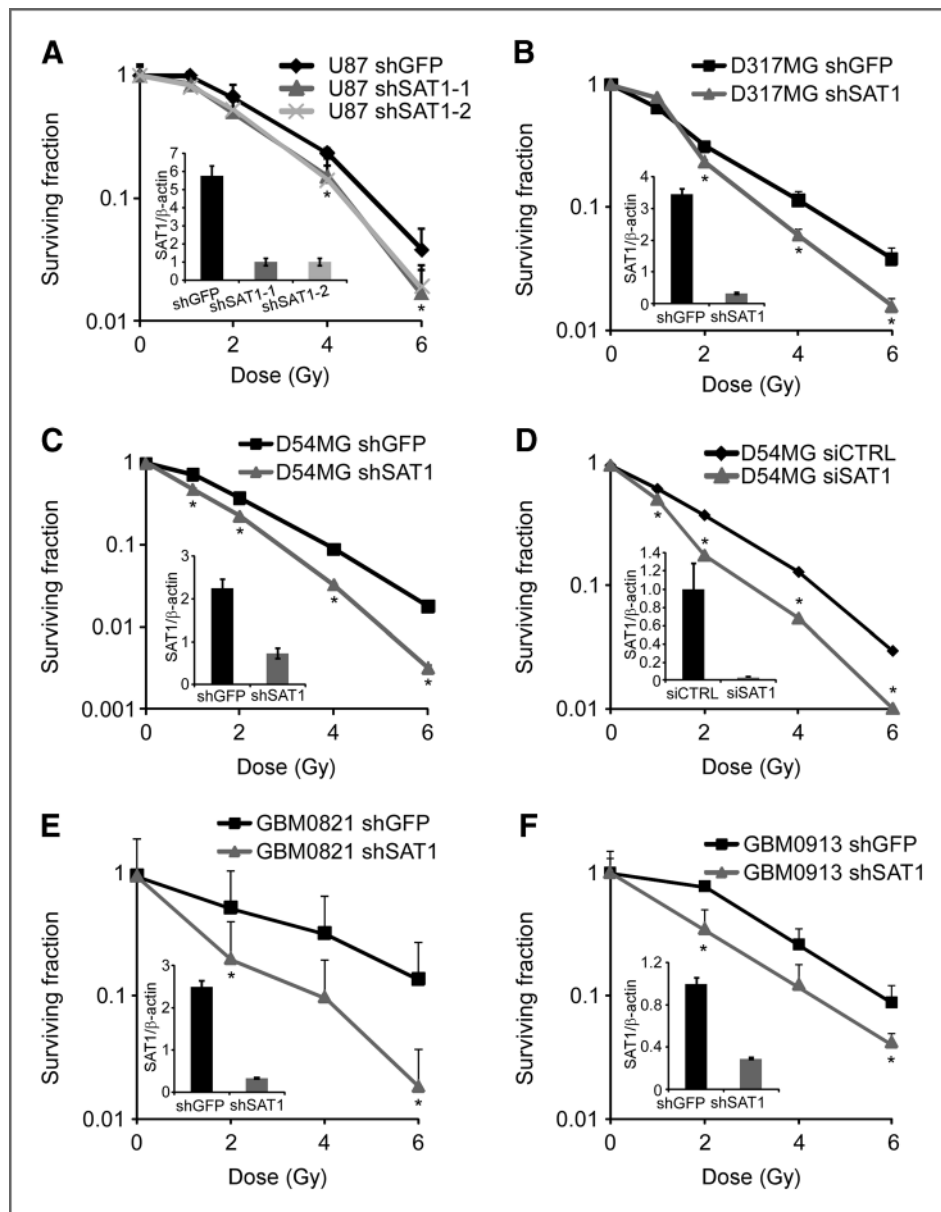 A
U87 shGFP
U87 shSAT1-1
U87 shSAT1-2
Surviving fraction
1
0.1
0.01
0
2
4
6
Dose (Gy)
*
*
SAT1/β-actin
7
6
5
4
3
2
1
0
shGFP
shSAT1-1
shSAT1-2
B
D317MG shGFP
D317MG shSAT1
Surviving fraction
1
0.1
0.01
0
2
4
6
Dose (Gy)
*
*
*
SAT1/β-actin
4
3
2
1
0
shGFP
shSAT1
C
D54MG shGFP
D54MG shSAT1
Surviving fraction
1
0.1
0.01
0.001
0
2
4
6
Dose (Gy)
*
*
*
*
SAT1/β-actin
3
2
1
0
shGFP
shSAT1
D
D54MG siCTRL
D54MG siSAT1
Surviving fraction
1
0.1
0.01
0
2
4
6
Dose (Gy)
*
*
*
*
SAT1/β-actin
1.4
1.2
1.0
0.8
0.6
0.4
0.2
0
siCTRL
siSAT1
E
GBM0821 shGFP
GBM0821 shSAT1
Surviving fraction
1
0.1
0.01
0
2
4
6
Dose (Gy)
*
*
SAT1/β-actin
3
2
1
0
shGFP
shSAT1
F
GBM0913 shGFP
GBM0913 shSAT1
Surviving fraction
1
0.1
0.01
0
2
4
6
Dose (Gy)
*
*
SAT1/β-actin
1.2
0.8
0.4
0
shGFP
shSAT1